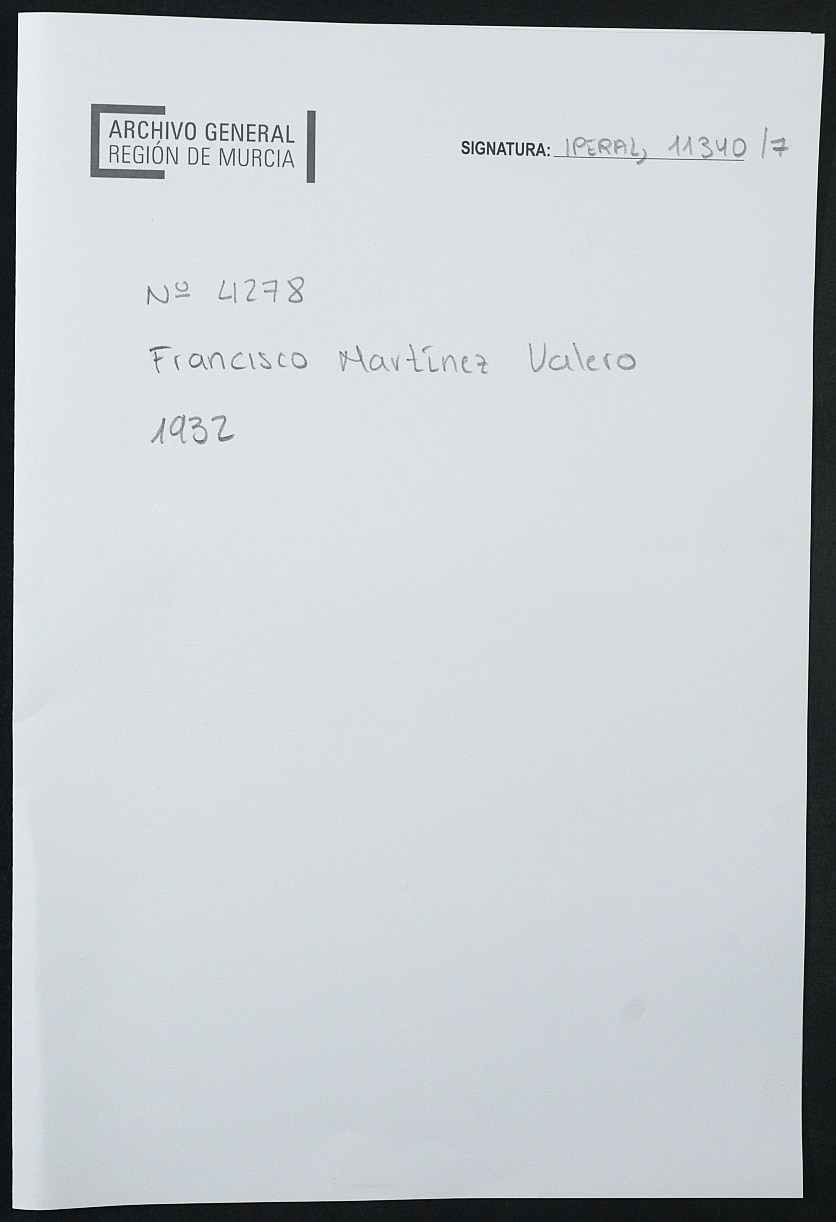 ARCHIVO GENERAL
REGIÓN DE MURCIA
SIGNATURA: IPERAL, 11340 /7
Nº 4278
Francisco Martínez Valero
1932